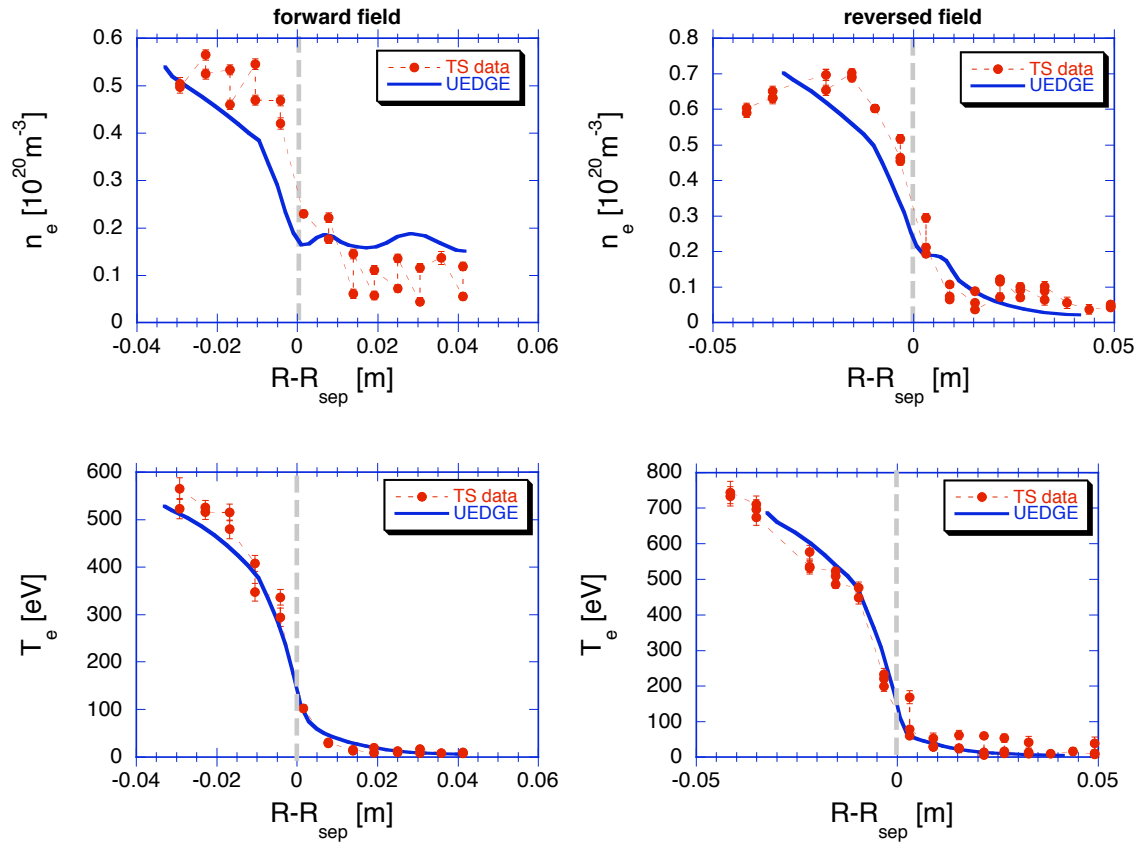 forward field
0.6
0.5
0.4
0.3
0.2
0.1
0
n_e [10^20 m^-3]
TS data
UEDGE
-0.04 -0.02 0 0.02 0.04 0.06
R-R_sep [m]
reversed field
0.8
0.7
0.6
0.5
0.4
0.3
0.2
0.1
0
n_e [10^20 m^-3]
TS data
UEDGE
-0.05 0 0.05
R-R_sep [m]
600
500
400
300
200
100
0
T_e [eV]
TS data
UEDGE
-0.04 -0.02 0 0.02 0.04 0.06
R-R_sep [m]
800
700
600
500
400
300
200
100
0
T_e [eV]
TS data
UEDGE
-0.05 0 0.05
R-R_sep [m]